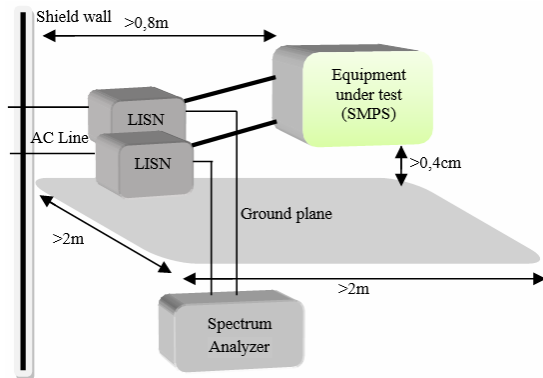 Shield wall
>0,8m
Equipment
under test
(SMPS)
LISN
AC Line
LISN
>0,4cm
Ground plane
>2m
>2m
Spectrum
Analyzer